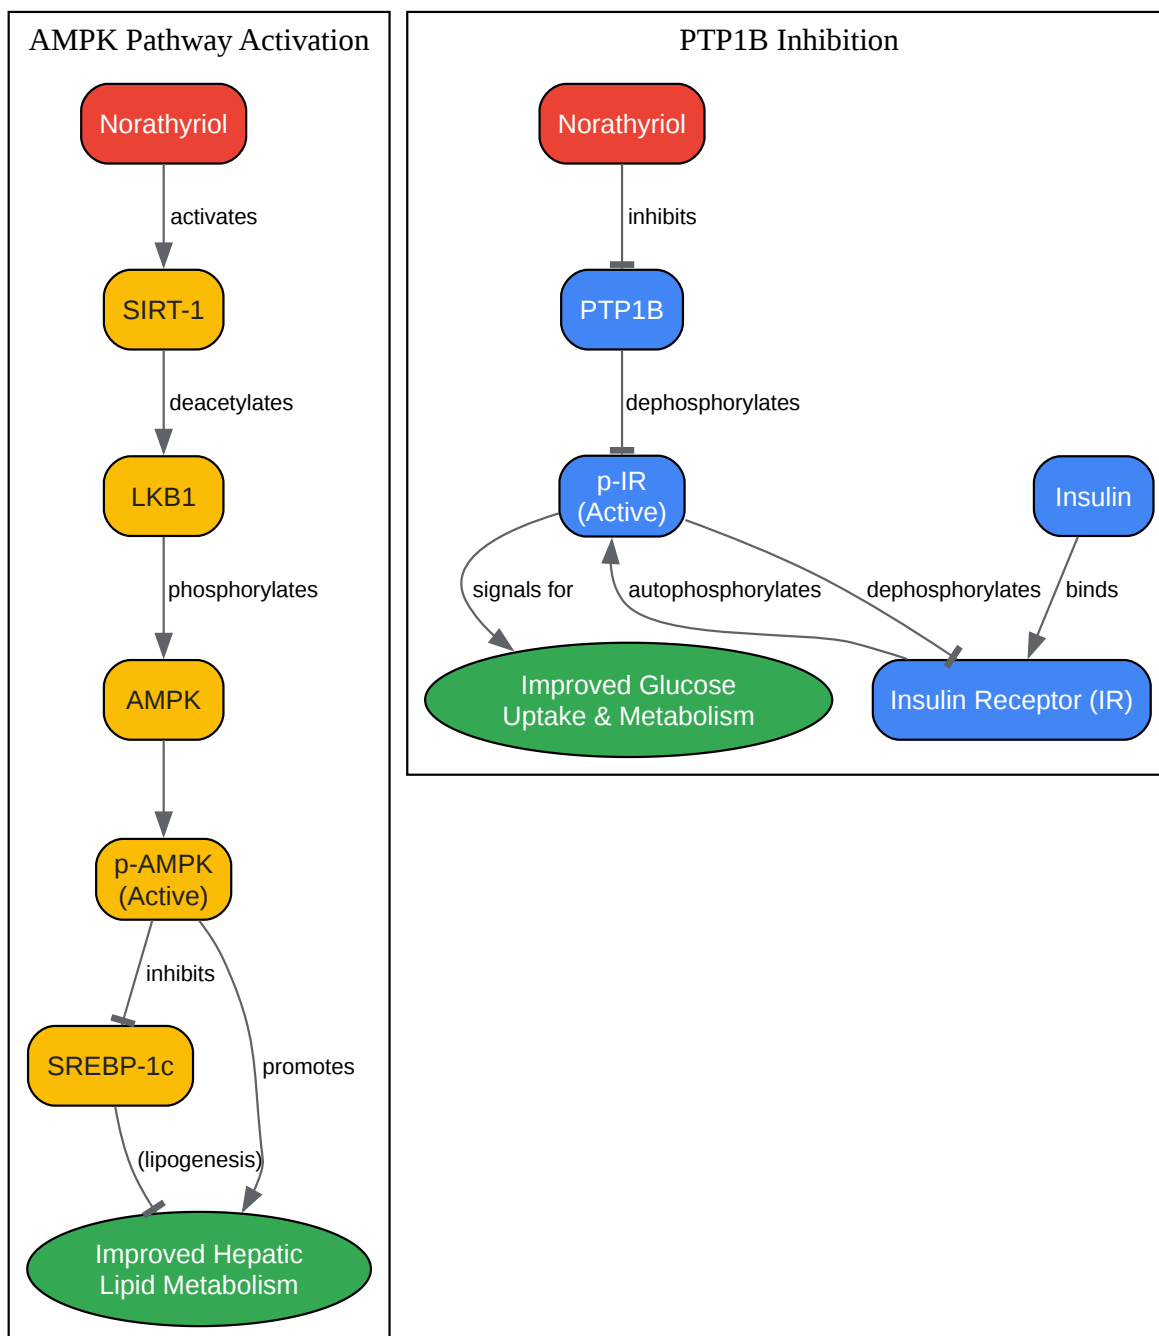 AMPK Pathway Activation
Norathyriol
activates
SIRT-1
deacetylates
LKB1
phosphorylates
AMPK
p-AMPK
(Active)
inhibits
SREBP-1c
promotes
(lipogenesis)
Improved Hepatic
Lipid Metabolism
PTP1B Inhibition
Norathyriol
inhibits
PTP1B
dephosphorylates
p-IR
(Active)
Insulin
signals for
autophosphorylates
dephosphorylates
binds
Improved Glucose
Uptake & Metabolism
Insulin Receptor (IR)